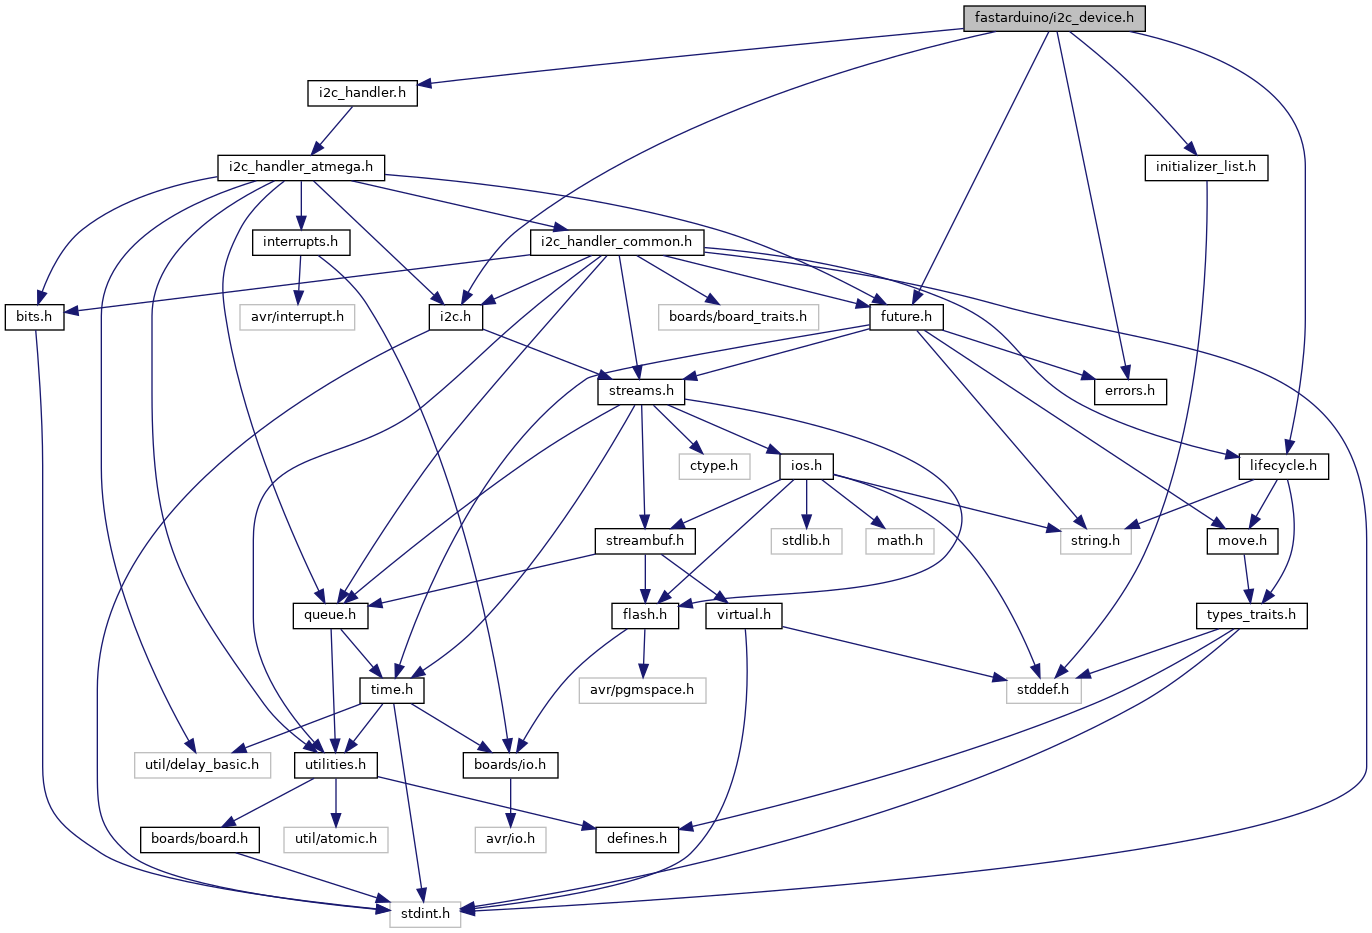 fastarduino/i2c_device.h
i2c_handler.h
i2c_handler_atmega.h
initializer_list.h
interrupts.h
i2c_handler_common.h
bits.h
avr/interrupt.h
i2c.h
boards/board_traits.h
future.h
streams.h
errors.h
ctype.h
ios.h
lifecycle.h
streambuf.h
stdlib.h
math.h
string.h
move.h
queue.h
flash.h
virtual.h
types_traits.h
time.h
avr/pgmspace.h
stddef.h
util/delay_basic.h
utilities.h
boards/io.h
boards/board.h
util/atomic.h
avr/io.h
defines.h
stdint.h